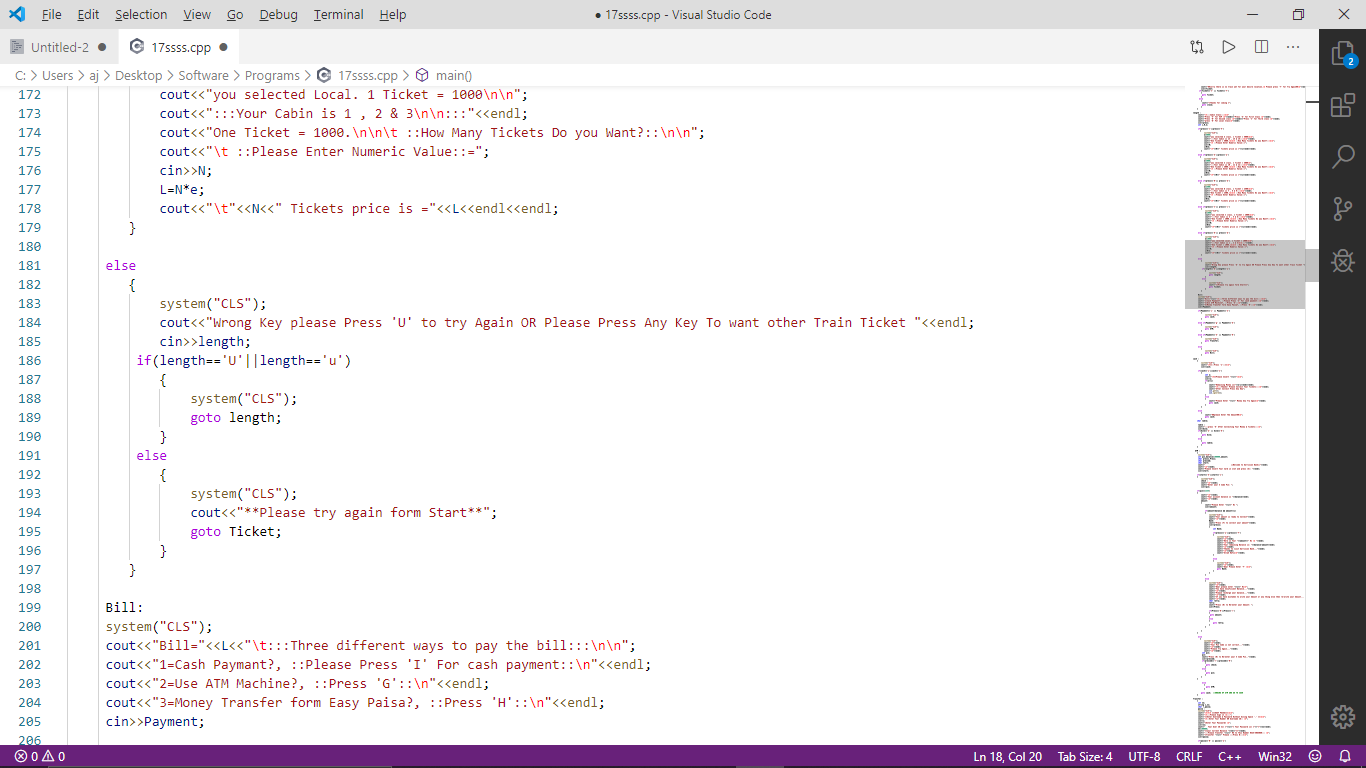 File Edit Selection View Go Debug Terminal Help ● 17ssss.cpp - Visual Studio Code
Untitled-2 ● 17ssss.cpp ●
C: > Users > aj > Desktop > Software > Programs > 17ssss.cpp > main()
172 cout<<"you selected Local. 1 Ticket = 1000\n\n";
173 cout<<":::Your Cabin is 1 , 2 & 3\n\n:::"<<endl;
174 cout<<"One Ticket = 1000.\n\n\t ::How Many Tickets Do you Want?::\n\n";
175 cout<<"\t ::Please Enter Numeric Value::=";
176 cin>>N;
177 L=N*e;
178 cout<<"\t"<<N<<" Tickets price is ="<<L<<endl<<endl;
179 }
180
181 else
182 {
183 system("CLS");
184 cout<<"Wrong Key please Press 'U' to try Again OR Please Press Any Key To want other Train Ticket "<<endl;
185 cin>>length;
186 if(length=='U'||length=='u')
187 {
188 system("CLS");
189 goto length;
190 }
191 else
192 {
193 system("CLS");
194 cout<<"**Please try again form Start**";
195 goto Ticket;
196 }
197 }
198
199 Bill:
200 system("CLS");
201 cout<<"Bill="<<L<<"\t:::Three different ways to pay the bill:::\n\n";
202 cout<<"1=Cash Paymant?, ::Please Press 'I' For cash payment::\n"<<endl;
203 cout<<"2=Use ATM Machine?, ::Press 'G'::\n"<<endl;
204 cout<<"3=Money Transfer form Easy Paisa?, ::Press 'H'::\n"<<endl;
205 cin>>Payment;
206
2
0 0 Ln 18, Col 20 Tab Size: 4 UTF-8 CRLF C++ Win32